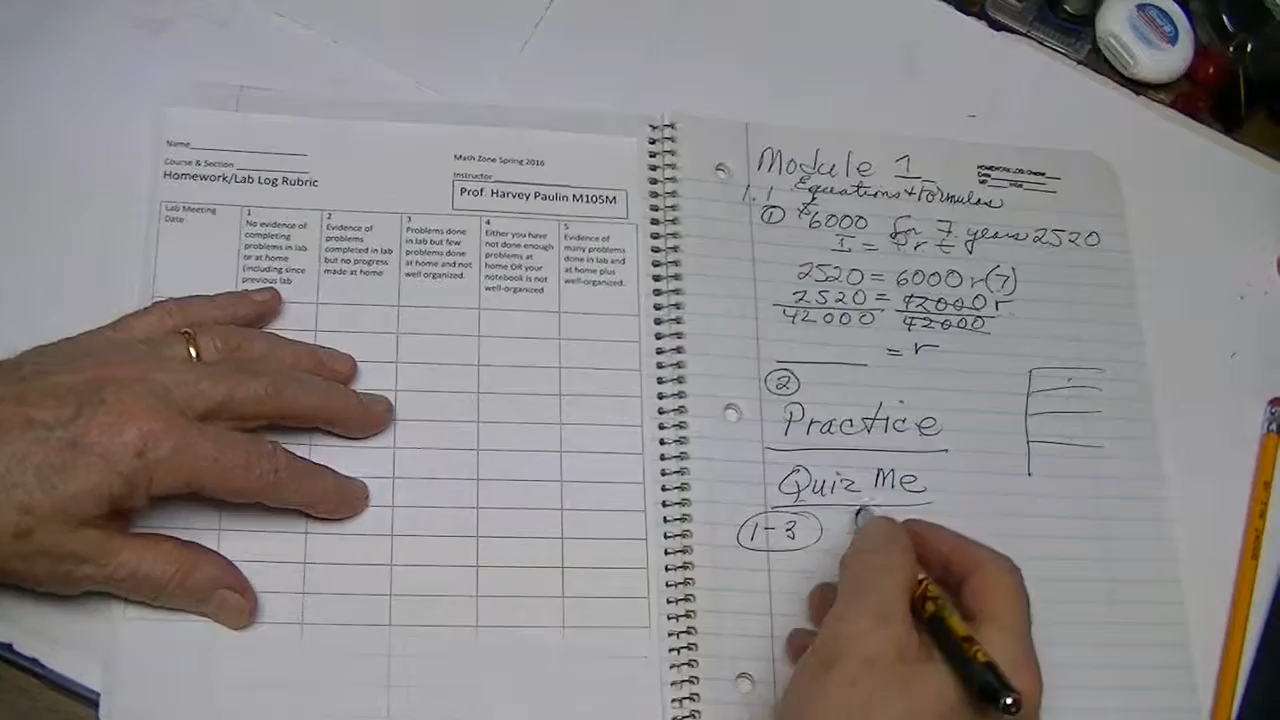 Name
Math Zone Spring 2016
Course & Section
Instructor
Homework/Lab Log Rubric
Prof. Harvey Paulin M105M
Lab Meeting
Date
1
No evidence of
completing
problems in lab
or at home
(including since
previous lab
2
Evidence of
problems
completed in lab
but no progress
made at home
3
Problems done
in lab but few
problems done
at home and not
well organized.
4
Either you have
not done enough
problems at
home OR your
notebook is not
well-organized
5
Evidence of
many problems
done in lab and
at home plus
well-organized.
Module 1
1.1 Equations + Formulas
① $6000 for 7 years 2520
I = Prt
2520 = 6000 r(7)
2520 = 42000 r
42000 42000
= r
②
Practice
Quiz Me
1-3